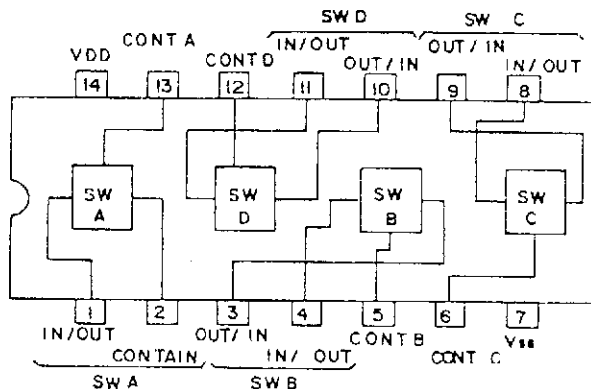 SW D SW C
CONT A IN/OUT OUT/IN
VDD CONT D OUT/IN IN/OUT
14 13 12 11 10 9 8
SW A
SW D
SW B
SW C
1 2 3 4 5 6 7
IN/OUT OUT/IN CONT B Vss
CONTAIN IN/OUT CONT C
SW A SW B